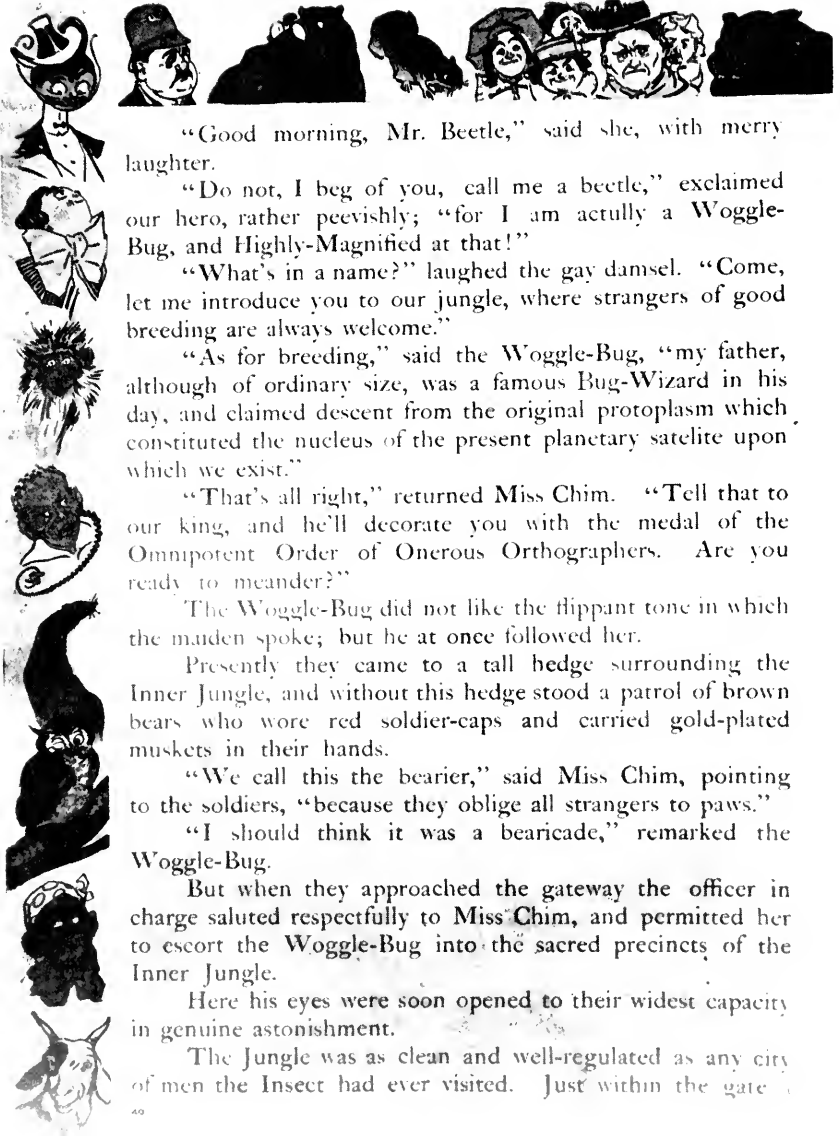 “Good morning, Mr. Beetle,” said she, with merry
laughter.
“Do not, I beg of you, call me a beetle,” exclaimed
our hero, rather peevishly; “for I am actully a Woggle-
Bug, and Highly-Magnified at that!”
“What’s in a name?” laughed the gay damsel. “Come,
let me introduce you to our jungle, where strangers of good
breeding are always welcome.”
“As for breeding,” said the Woggle-Bug, “my father,
although of ordinary size, was a famous Bug-Wizard in his
day, and claimed descent from the original protoplasm which
constituted the nucleus of the present planetary satelite upon
which we exist.”
“That’s all right,” returned Miss Chim. “Tell that to
our king, and he’ll decorate you with the medal of the
Omnipotent Order of Onerous Orthographers. Are you
ready to meander?”
The Woggle-Bug did not like the flippant tone in which
the maiden spoke; but he at once followed her.
Presently they came to a tall hedge surrounding the
Inner Jungle, and without this hedge stood a patrol of brown
bears who wore red soldier-caps and carried gold-plated
muskets in their hands.
“We call this the bearier,” said Miss Chim, pointing
to the soldiers, “because they oblige all strangers to paws.”
“I should think it was a bearicade,” remarked the
Woggle-Bug.
But when they approached the gateway the officer in
charge saluted respectfully to Miss Chim, and permitted her
to escort the Woggle-Bug into the sacred precincts of the
Inner Jungle.
Here his eyes were soon opened to their widest capacity
in genuine astonishment.
The Jungle was as clean and well-regulated as any city
of men the Insect had ever visited. Just within the gate
40